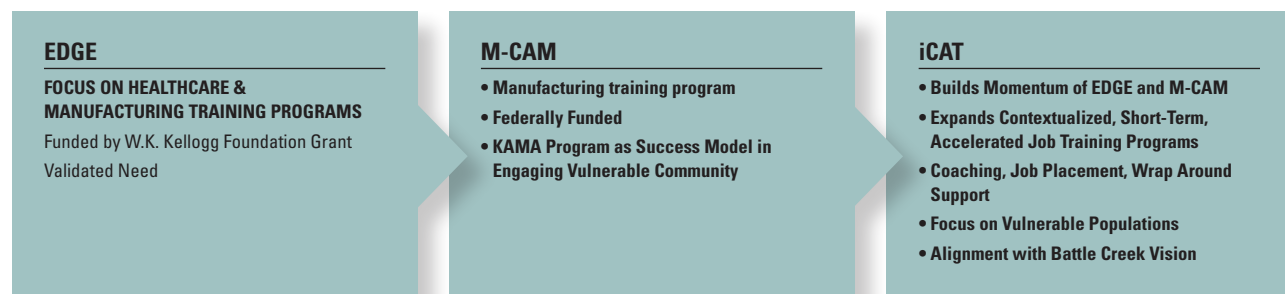 EDGE
FOCUS ON HEALTHCARE &
MANUFACTURING TRAINING PROGRAMS
Funded by W.K. Kellogg Foundation Grant
Validated Need
M-CAM
• Manufacturing training program
• Federally Funded
• KAMA Program as Success Model in
Engaging Vulnerable Community
iCAT
• Builds Momentum of EDGE and M-CAM
• Expands Contextualized, Short-Term,
Accelerated Job Training Programs
• Coaching, Job Placement, Wrap Around
Support
• Focus on Vulnerable Populations
• Alignment with Battle Creek Vision